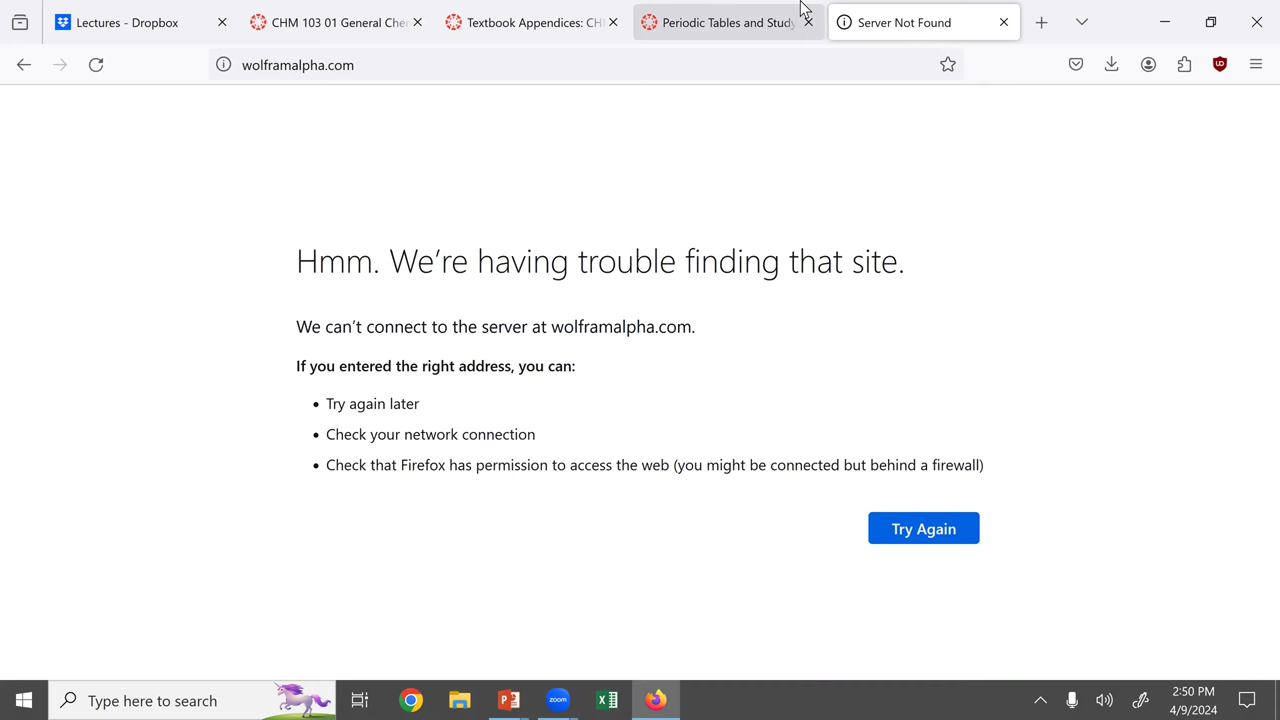 Lectures - Dropbox
CHM 103 01 General Che
Textbook Appendices: CH
Periodic Tables and Study
Server Not Found
wolframalpha.com
UD
Hmm. We're having trouble finding that site.
We can't connect to the server at wolframalpha.com.
If you entered the right address, you can:
• Try again later
• Check your network connection
• Check that Firefox has permission to access the web (you might be connected but behind a firewall)
Try Again
Type here to search
zoom
2:50 PM
4/9/2024